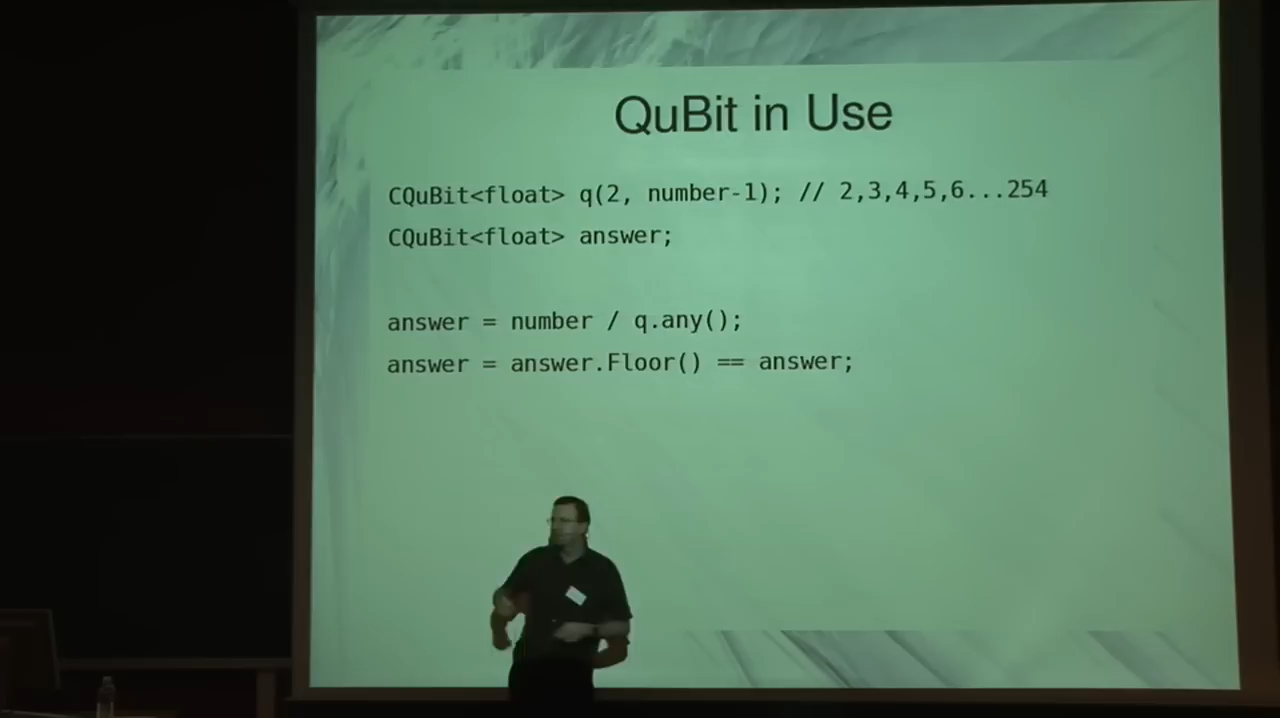 QuBit in Use
CQuBit<float> q(2, number-1); // 2,3,4,5,6...254
CQuBit<float> answer;
answer = number / q.any();
answer = answer.Floor() == answer;